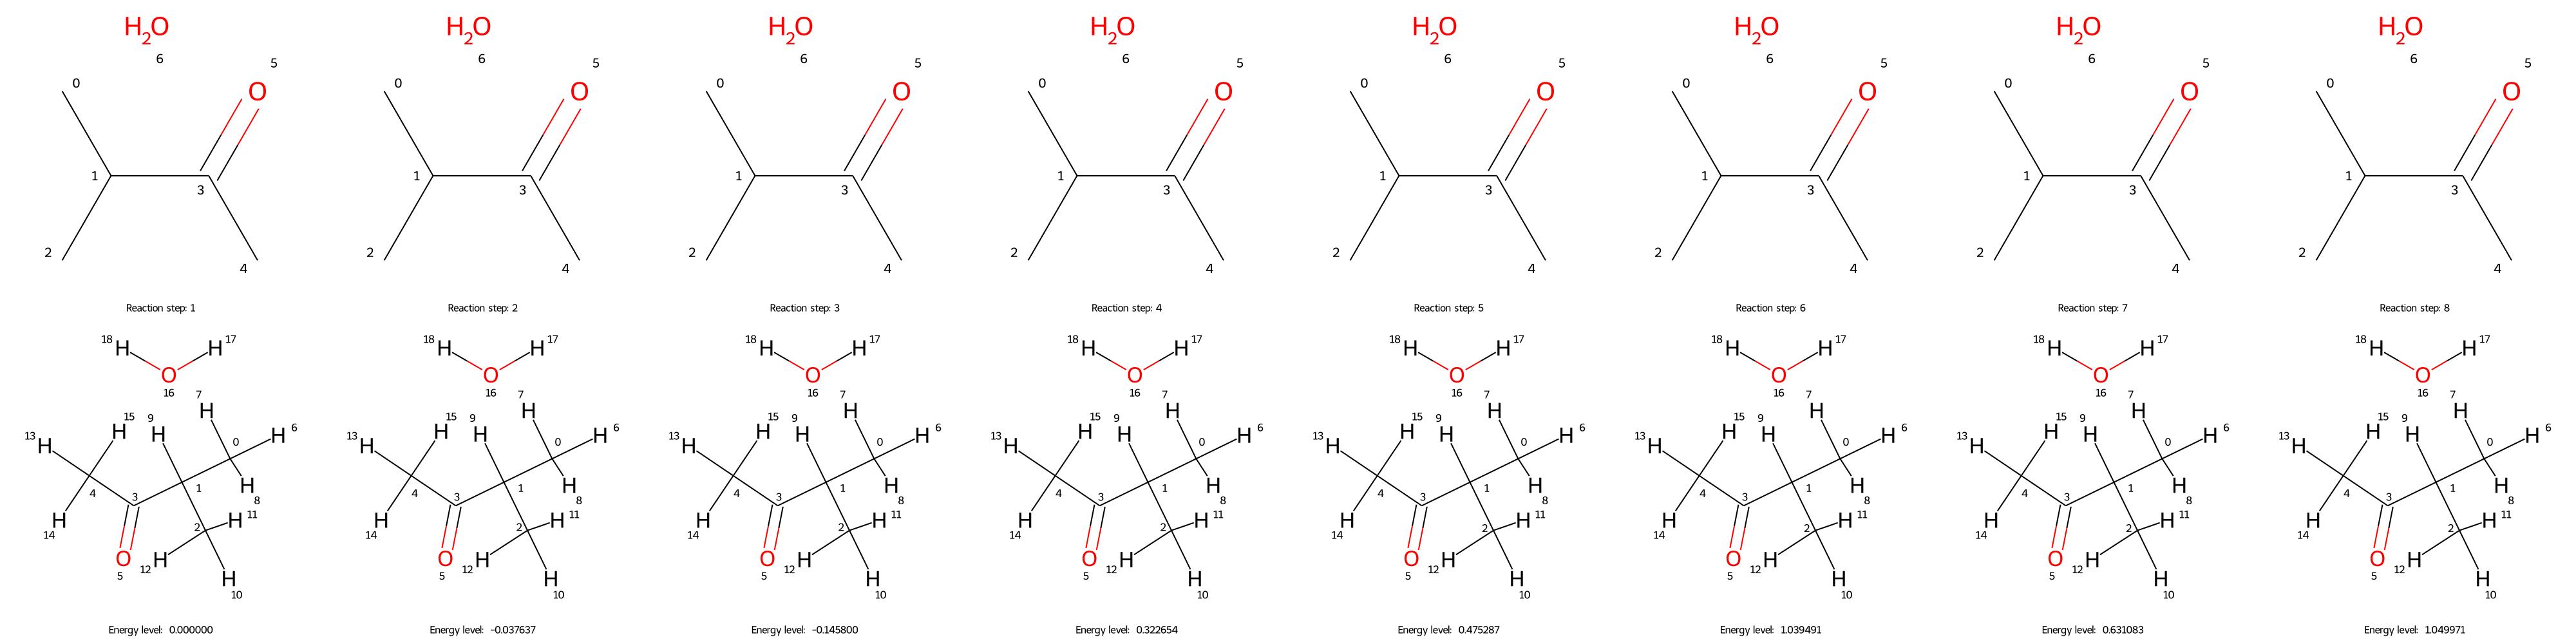 H2O H2O H2O H2O H2O H2O H2O H2O
6 6 6 6 6 6 6 6
5 5 5 5 5 5 5 5
0 0 0 0 0 0 0 0
O O O O O O O O
1 1 1 1 1 1 1 1
3 3 3 3 3 3 3 3
2 2 2 2 2 2 2 2
4 4 4 4 4 4 4 4
Reaction step: 1 Reaction step: 2 Reaction step: 3 Reaction step: 4 Reaction step: 5 Reaction step: 6 Reaction step: 7 Reaction step: 8
18 H H 17 18 H H 17 18 H H 17 18 H H 17 18 H H 17 18 H H 17 18 H H 17 18 H H 17
O O O O O O O O
16 16 16 16 16 16 16 16
7 7 7 7 7 7 7 7
H H H H H H H H
15 9 15 9 15 9 15 9 15 9 15 9 15 9 15 9
13 H H H 0 H 6 13 H H H 0 H 6 13 H H H 0 H 6 13 H H H 0 H 6 13 H H H 0 H 6 13 H H H 0 H 6 13 H H H 0 H 6 13 H H H 0 H 6
4 3 1 H 8 4 3 1 H 8 4 3 1 H 8 4 3 1 H 8 4 3 1 H 8 4 3 1 H 8 4 3 1 H 8 4 3 1 H 8
14 H 2 H 11 14 H 2 H 11 14 H 2 H 11 14 H 2 H 11 14 H 2 H 11 14 H 2 H 11 14 H 2 H 11 14 H 2 H 11
O 12 H O 12 H O 12 H O 12 H O 12 H O 12 H O 12 H O 12 H
5 H 5 H 5 H 5 H 5 H 5 H 5 H 5 H
10 10 10 10 10 10 10 10
Energy level: 0.000000 Energy level: -0.037637 Energy level: -0.145800 Energy level: 0.322654 Energy level: 0.475287 Energy level: 1.039491 Energy level: 0.631083 Energy level: 1.049971